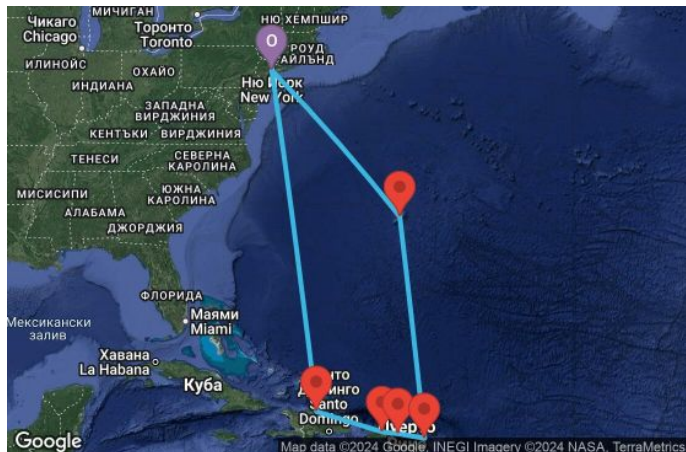 МИЧИГАН
Чикаго
Chicago
Торонто
Toronto
НЮ ХЕМПШИР
О
РОУД
АЙЛЪНД
ИЛИНОЙС
ОХАЙО
ИНДИАНА
Ню Йорк
New York
ЗАПАДНА
ВИРДЖИНИЯ
КЕНТЪКИ
ВИРДЖИНИЯ
ТЕНЕСИ
СЕВЕРНА
КАРОЛИНА
МИСИСИПИ
ЮЖНА
КАРОЛИНА
АЛАБАМА
ДЖОРДЖИЯ
ФЛОРИДА
Мексикански
залив
Маями
Miami
Хавана
La Habana
Куба
Santo
Domingo
Google
Map data ©2024 Google, INEGI Imagery ©2024 NASA, TerraMetrics